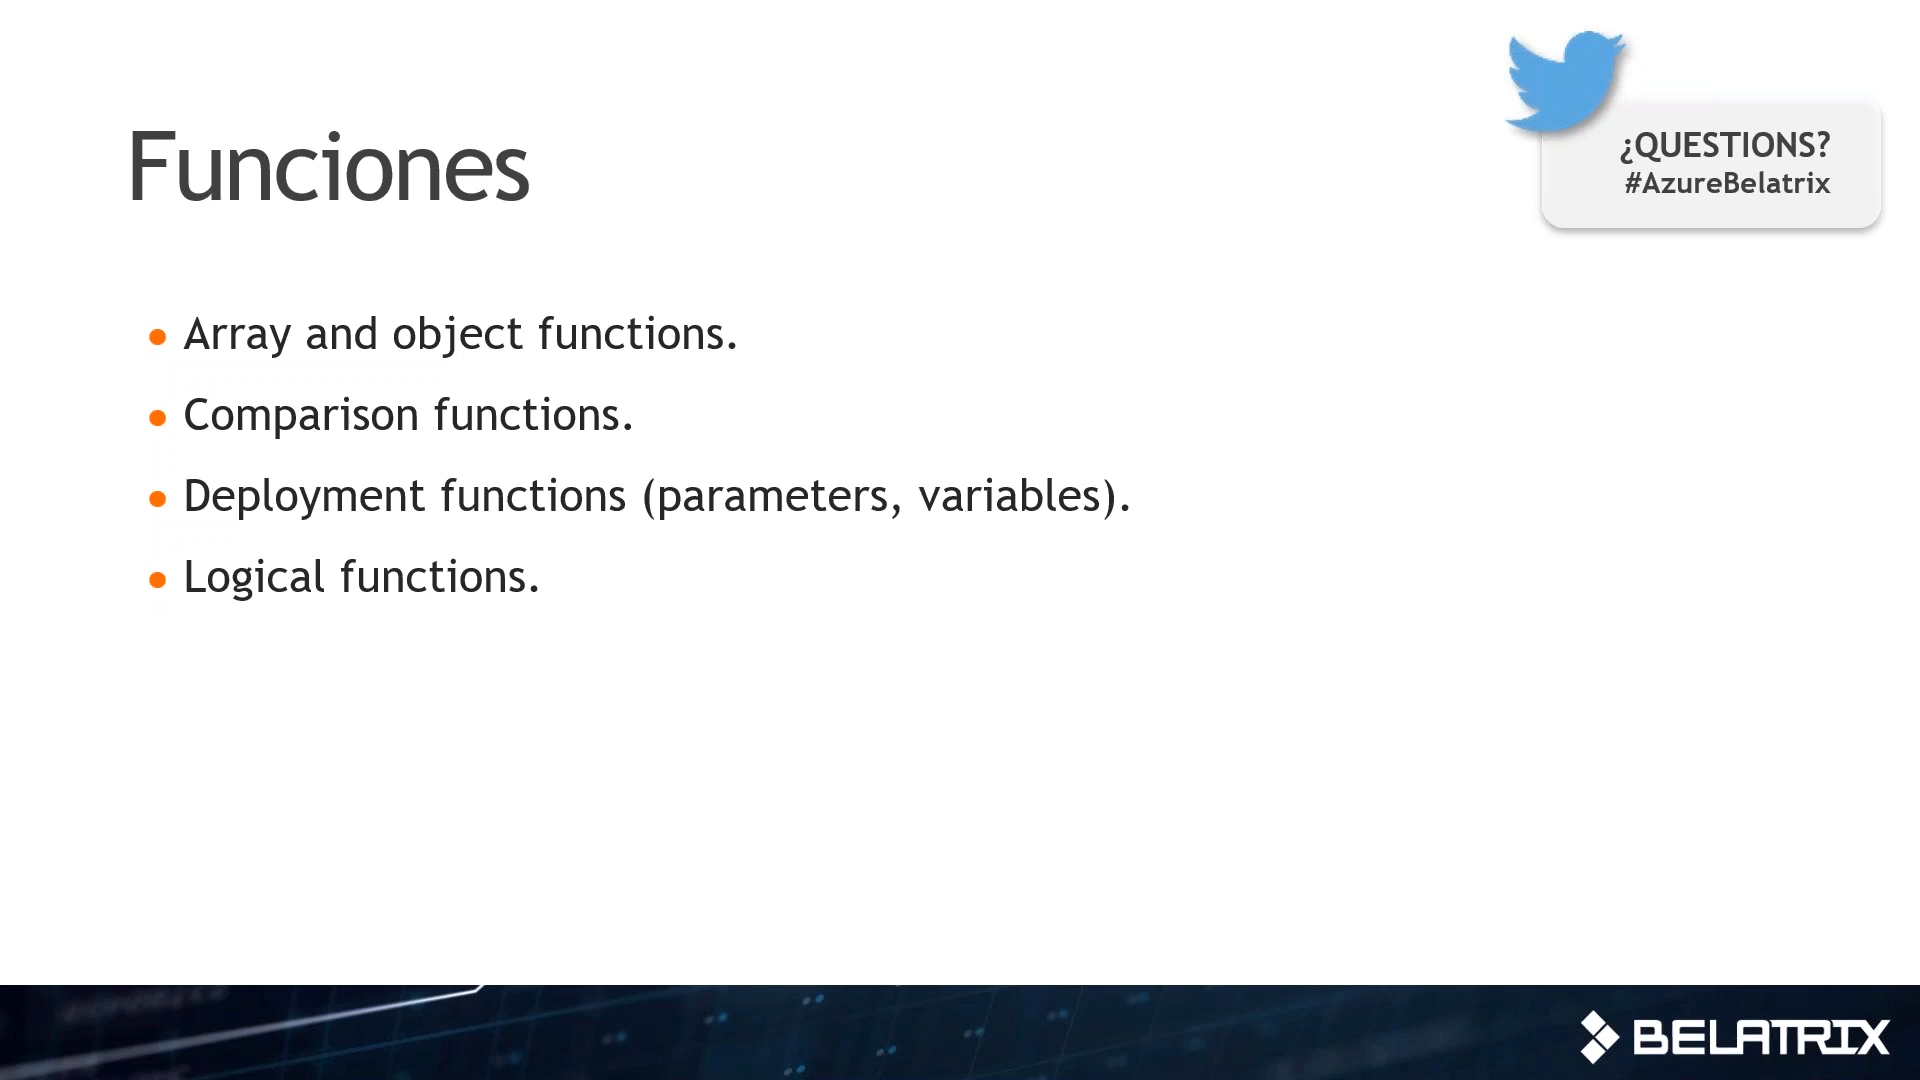 Funciones
¿QUESTIONS?
#AzureBelatrix
Array and object functions.
Comparison functions.
Deployment functions (parameters, variables).
Logical functions.
BELATRIX